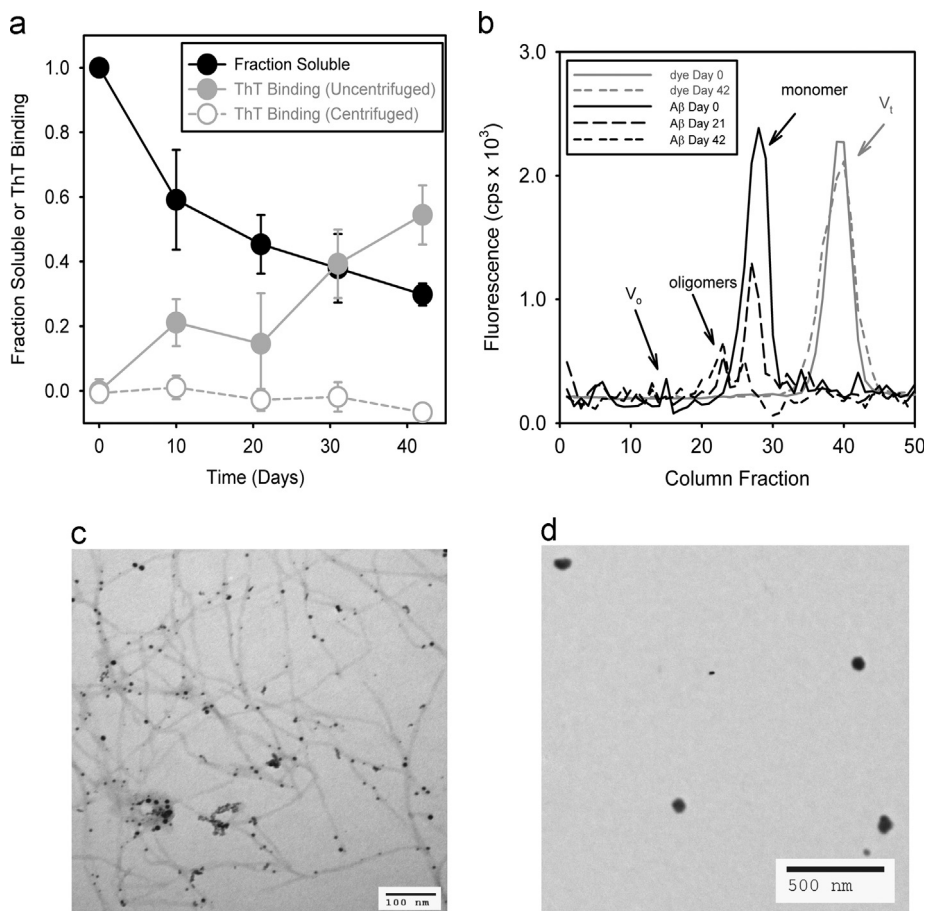 a
Fraction Soluble
ThT Binding (Uncentrifuged)
ThT Binding (Centrifuged)
1.0
0.8
0.6
0.4
0.2
0.0
Fraction Soluble or ThT Binding
0 10 20 30 40
Time (Days)
b
dye Day 0
dye Day 42
Aβ Day 0
Aβ Day 21
Aβ Day 42
monomer
Vt
oligomers
Vo
3.0
2.0
1.0
0.0
Fluorescence (cps x 10³)
0 10 20 30 40 50
Column Fraction
c
100 nm
d
500 nm